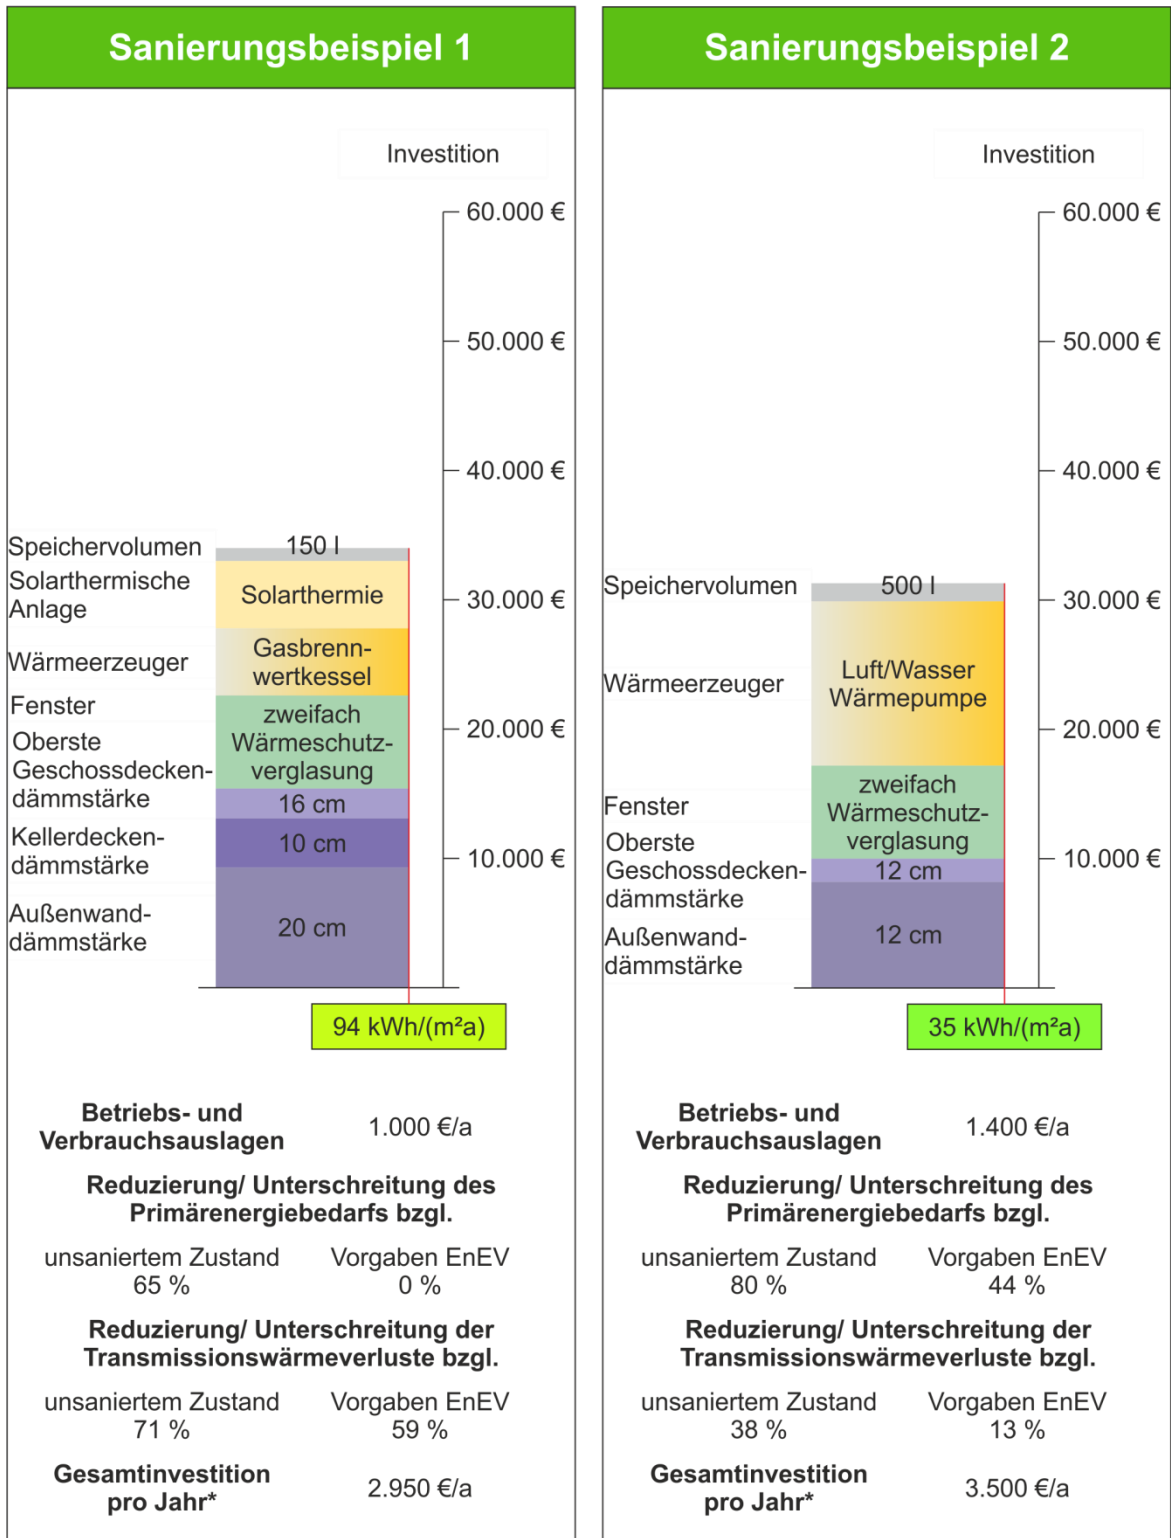 Sanierungsbeispiel 1
Investition
60.000 €
50.000 €
40.000 €
30.000 €
20.000 €
10.000 €
Speichervolumen
Solarthermische
Anlage
Wärmeerzeuger
Fenster
Oberste
Geschossdecken-
dämmstärke
Kellerdecken-
dämmstärke
Außenwand-
dämmstärke
150 l
Solarthermie
Gasbrenn-
wertkessel
zweifach
Wärmeschutz-
verglasung
16 cm
10 cm
20 cm
94 kWh/(m²a)
Betriebs- und
Verbrauchsauslagen
1.000 €/a
Reduzierung/ Unterschreitung des
Primärenergiebedarfs bzgl.
unsaniertem Zustand Vorgaben EnEV
65 % 0 %
Reduzierung/ Unterschreitung der
Transmissionswärmeverluste bzgl.
unsaniertem Zustand Vorgaben EnEV
71 % 59 %
Gesamtinvestition
pro Jahr*
2.950 €/a
Sanierungsbeispiel 2
Investition
60.000 €
50.000 €
40.000 €
30.000 €
20.000 €
10.000 €
Speichervolumen
Wärmeerzeuger
Fenster
Oberste
Geschossdecken-
dämmstärke
Außenwand-
dämmstärke
500 l
Luft/Wasser
Wärmepumpe
zweifach
Wärmeschutz-
verglasung
12 cm
12 cm
35 kWh/(m²a)
Betriebs- und
Verbrauchsauslagen
1.400 €/a
Reduzierung/ Unterschreitung des
Primärenergiebedarfs bzgl.
unsaniertem Zustand Vorgaben EnEV
80 % 44 %
Reduzierung/ Unterschreitung der
Transmissionswärmeverluste bzgl.
unsaniertem Zustand Vorgaben EnEV
38 % 13 %
Gesamtinvestition
pro Jahr*
3.500 €/a